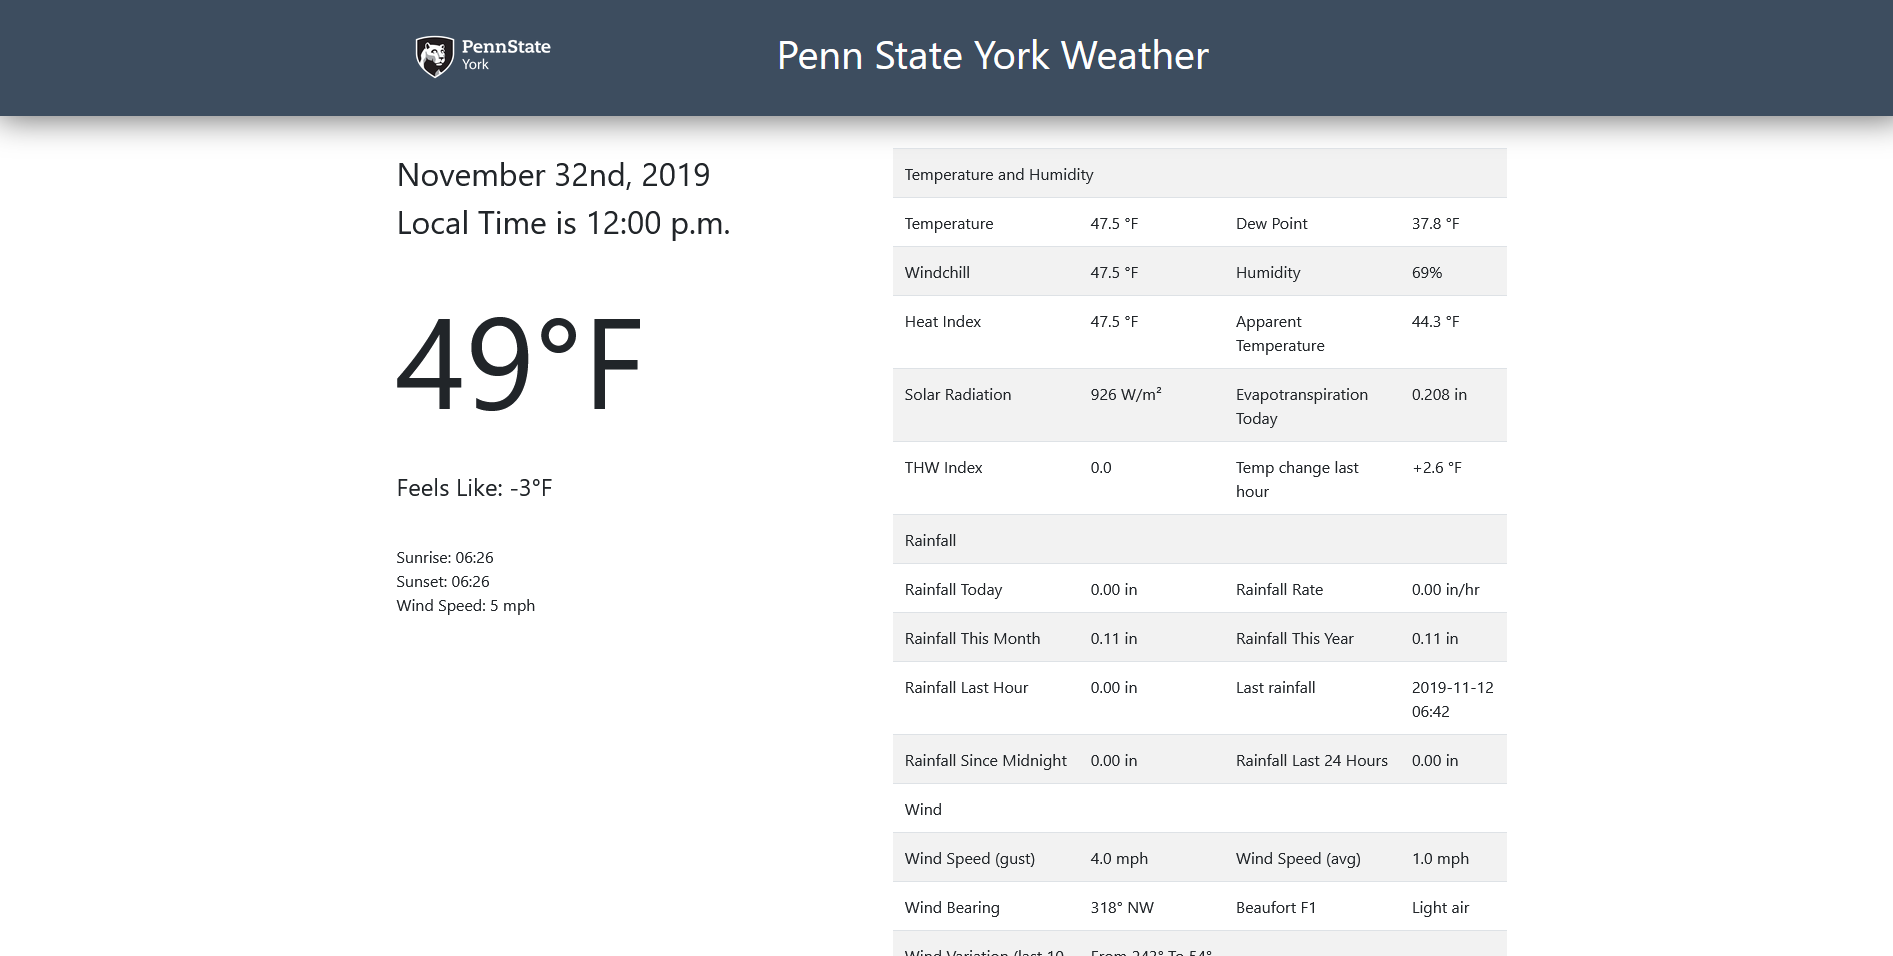 PennState
York
Penn State York Weather
November 32nd, 2019
Local Time is 12:00 p.m.
49°F
Feels Like: -3°F
Sunrise: 06:26
Sunset: 06:26
Wind Speed: 5 mph
Temperature and Humidity
Temperature 47.5 °F Dew Point 37.8 °F
Windchill 47.5 °F Humidity 69%
Heat Index 47.5 °F Apparent 44.3 °F
Temperature
Solar Radiation 926 W/m² Evapotranspiration 0.208 in
Today
THW Index 0.0 Temp change last +2.6 °F
hour
Rainfall
Rainfall Today 0.00 in Rainfall Rate 0.00 in/hr
Rainfall This Month 0.11 in Rainfall This Year 0.11 in
Rainfall Last Hour 0.00 in Last rainfall 2019-11-12
06:42
Rainfall Since Midnight 0.00 in Rainfall Last 24 Hours 0.00 in
Wind
Wind Speed (gust) 4.0 mph Wind Speed (avg) 1.0 mph
Wind Bearing 318° NW Beaufort F1 Light air
Wind Variation (last 10 From 243° To 54°